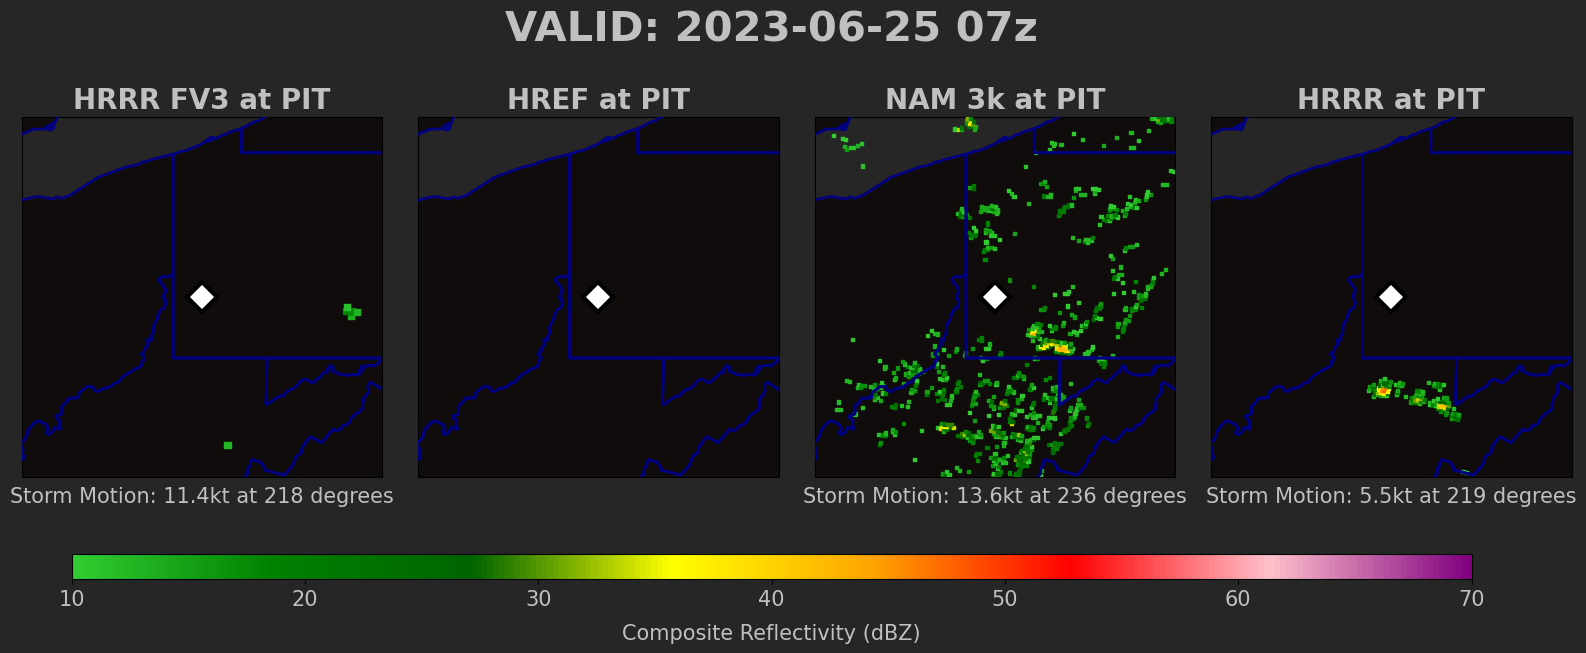 VALID: 2023-06-25 07z
HRRR FV3 at PIT
HREF at PIT
NAM 3k at PIT
HRRR at PIT
Storm Motion: 11.4kt at 218 degrees
Storm Motion: 13.6kt at 236 degrees
Storm Motion: 5.5kt at 219 degrees
10 20 30 40 50 60 70
Composite Reflectivity (dBZ)